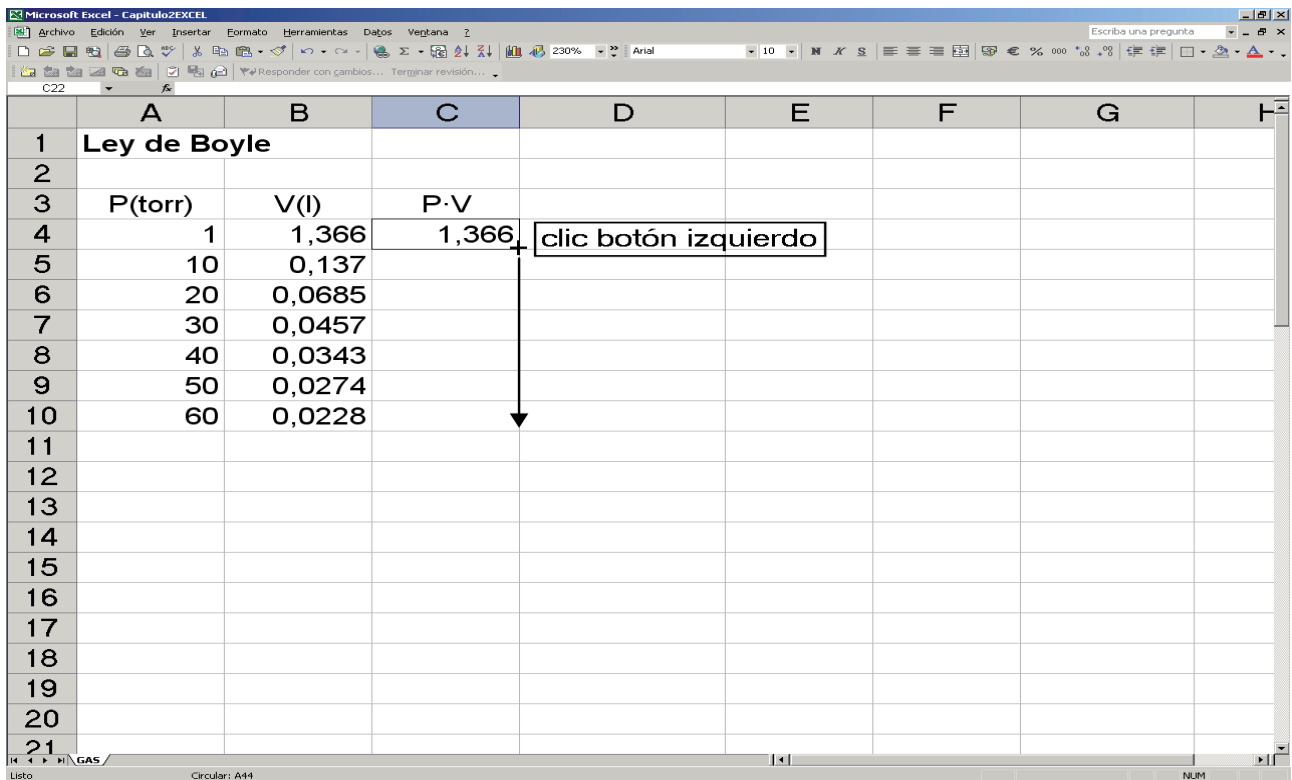 Microsoft Excel - Capitulo2EXCEL
Archivo Edición Ver Insertar Formato Herramientas Datos Ventana ? Escriba una pregunta
230% Arial 10 N K S € % 000
Responder con cambios... Terminar revisión...
C22 fx
A B C D E F G H
1 Ley de Boyle
2
3 P(torr) V(l) P·V
4 1 1,366 1,366 clic botón izquierdo
5 10 0,137
6 20 0,0685
7 30 0,0457
8 40 0,0343
9 50 0,0274
10 60 0,0228
11
12
13
14
15
16
17
18
19
20
21
GAS
Listo Circular: A44 NUM